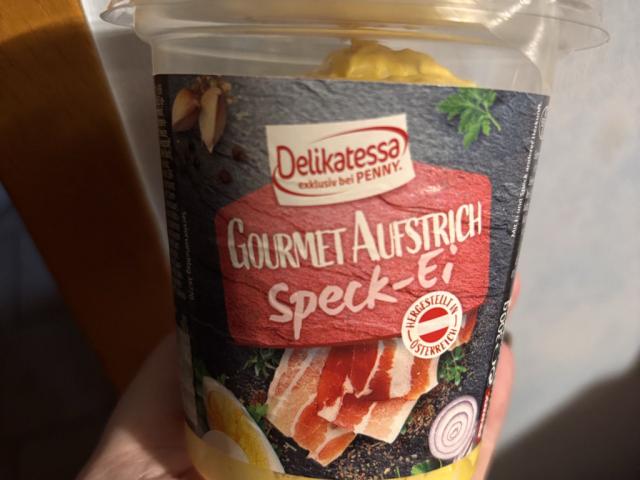 Delikatessa
exklusiv bei PENNY.
GOURMET AUFSTRICH
Speck-Ei
HERGESTELLT IN
ÖSTERREICH